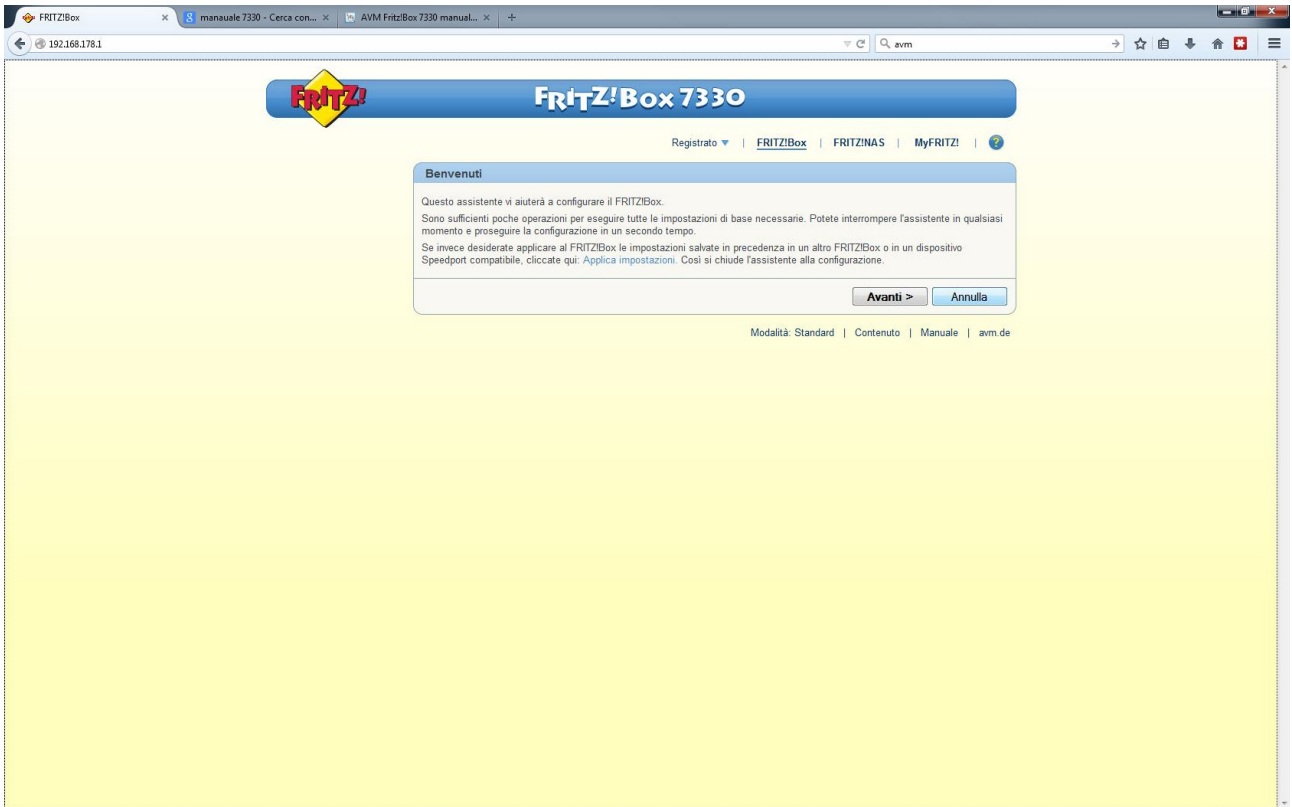 FRITZ!Box
manauale 7330 - Cerca con...
AVM Fritz!Box 7330 manual...
192.168.178.1
avm
FRITZ!
FRITZ!Box 7330
Registrato | FRITZ!Box | FRITZ!NAS | MyFRITZ! | ?
Benvenuti
Questo assistente vi aiuterà a configurare il FRITZ!Box.
Sono sufficienti poche operazioni per eseguire tutte le impostazioni di base necessarie. Potete interrompere l'assistente in qualsiasi
momento e proseguire la configurazione in un secondo tempo.
Se invece desiderate applicare al FRITZ!Box le impostazioni salvate in precedenza in un altro FRITZ!Box o in un dispositivo
Speedport compatibile, cliccate qui: Applica impostazioni. Così si chiude l'assistente alla configurazione.
Avanti > Annulla
Modalità: Standard | Contenuto | Manuale | avm.de